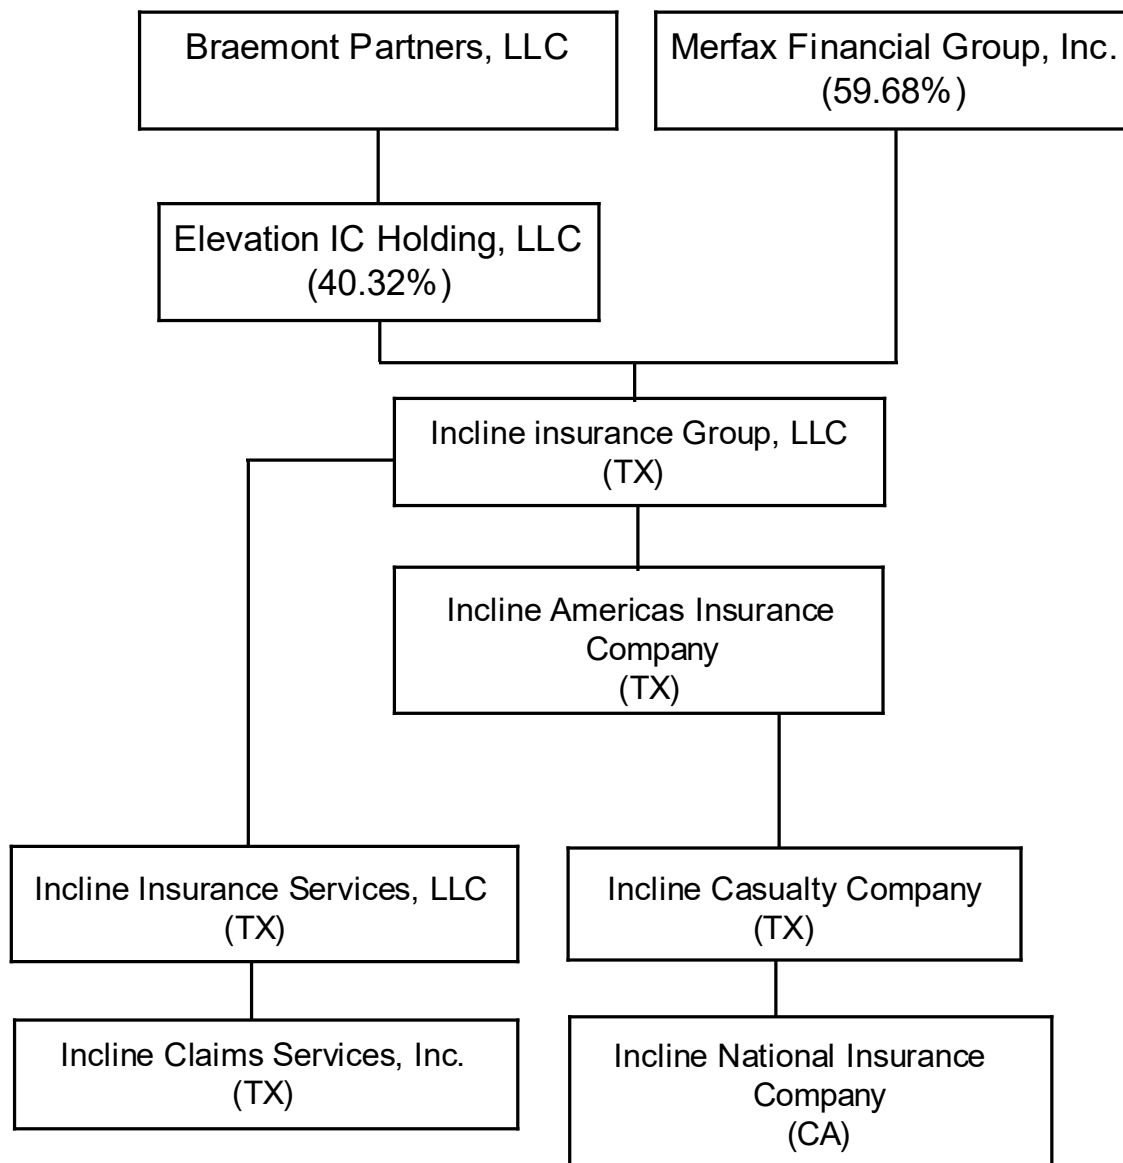 Braemont Partners, LLC
Merfax Financial Group, Inc.
(59.68%)
Elevation IC Holding, LLC
(40.32%)
Incline insurance Group, LLC
(TX)
Incline Americas Insurance
Company
(TX)
Incline Insurance Services, LLC
(TX)
Incline Casualty Company
(TX)
Incline Claims Services, Inc.
(TX)
Incline National Insurance
Company
(CA)